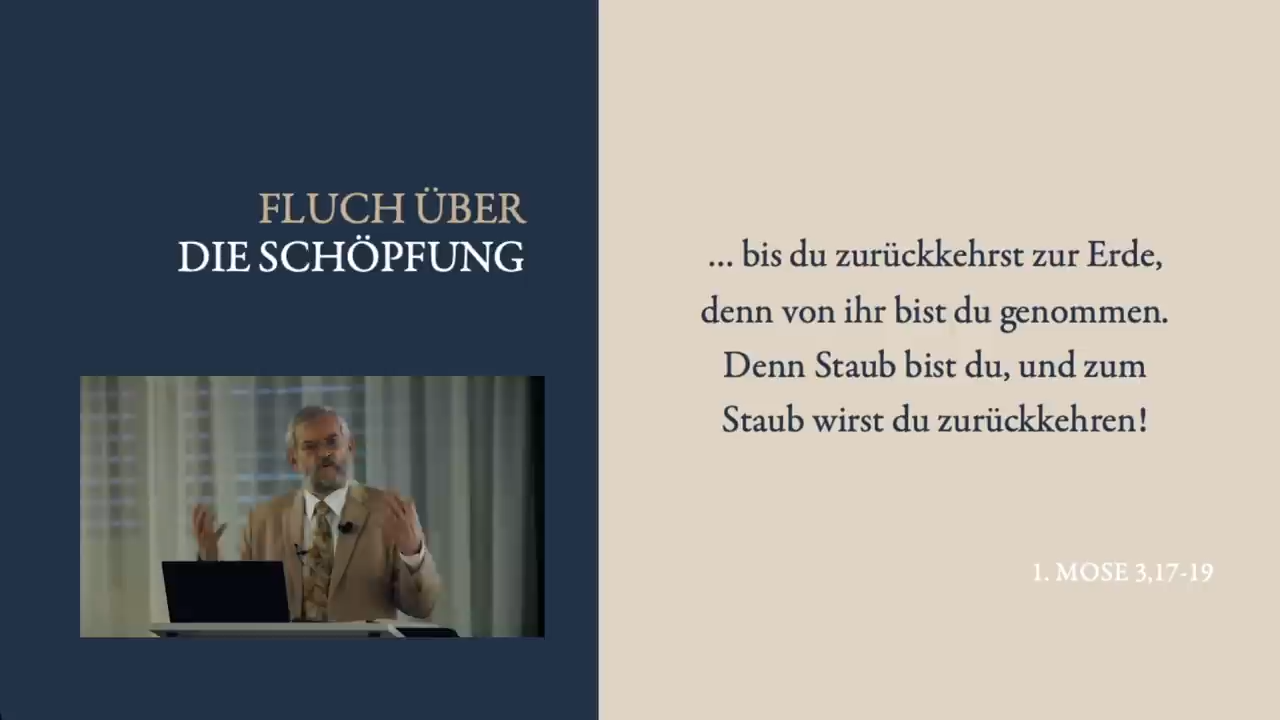 FLUCH ÜBER
DIE SCHÖPFUNG
... bis du zurückkehrst zur Erde,
denn von ihr bist du genommen.
Denn Staub bist du, und zum
Staub wirst du zurückkehren!
1. MOSE 3,17-19